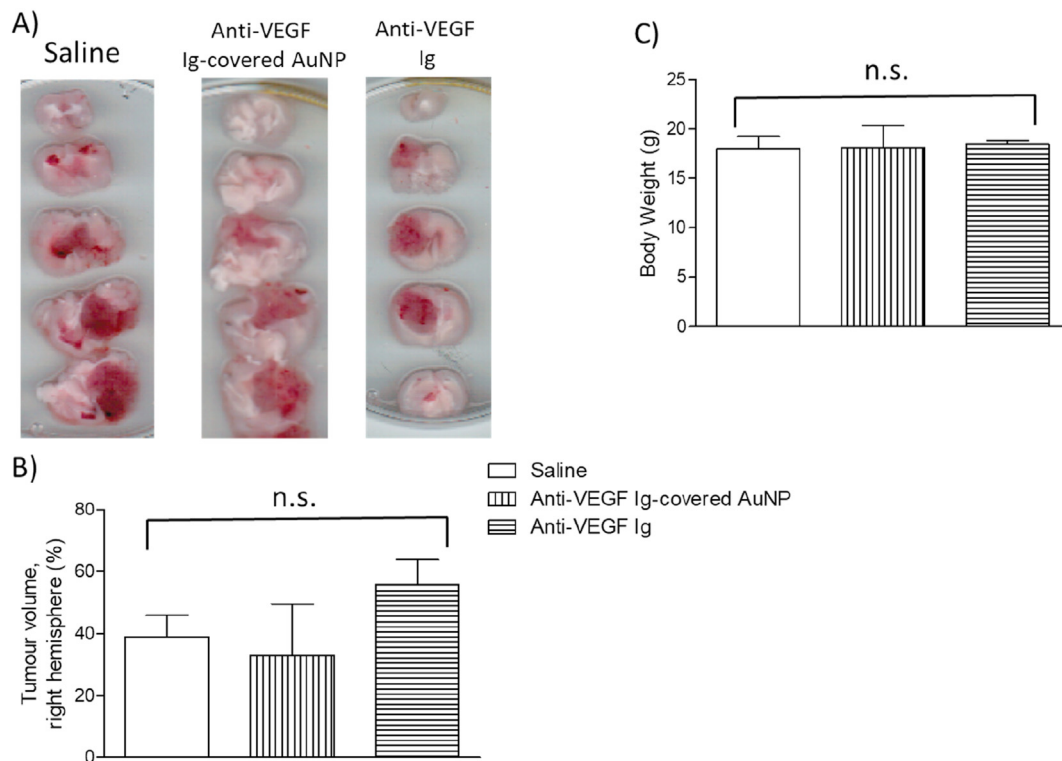 A)
Saline
Anti-VEGF
Ig-covered AuNP
Anti-VEGF
Ig
C)
n.s.
25
20
15
10
5
0
Body Weight (g)
B)
n.s.
80
60
40
20
0
Tumour volume,
right hemisphere (%)
Saline
Anti-VEGF Ig-covered AuNP
Anti-VEGF Ig